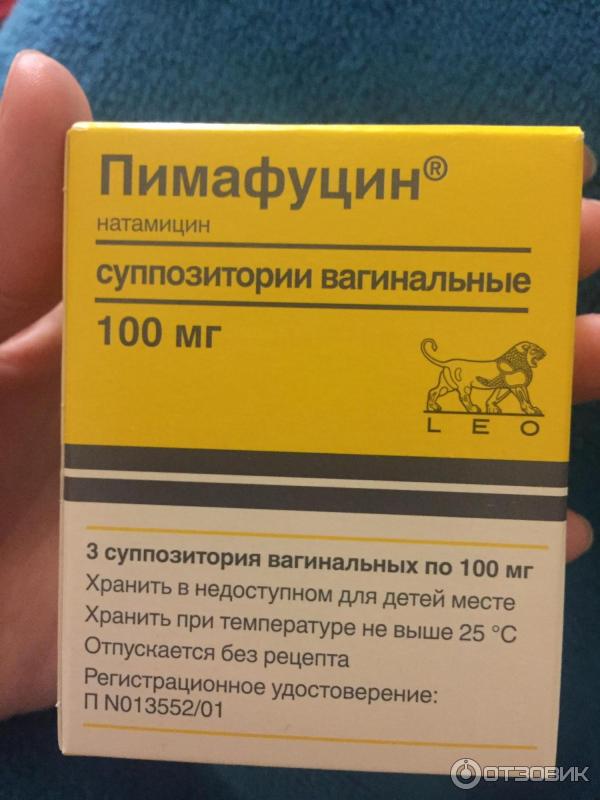 Пимафуцин®
натамицин
суппозитории вагинальные
100 мг
LEO
3 суппозитория вагинальных по 100 мг
Хранить в недоступном для детей месте
Хранить при температуре не выше 25 °C
Отпускается без рецепта
Регистрационное удостоверение:
П N013552/01
ОТЗОВИК